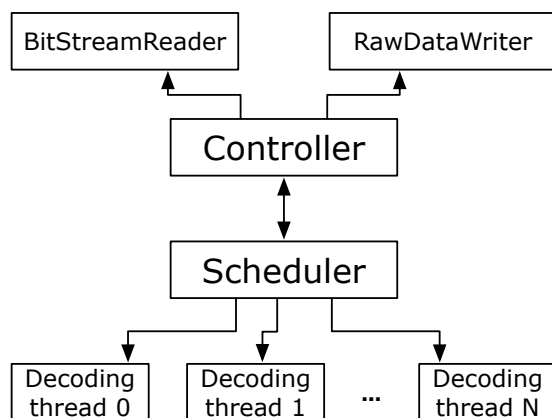 BitStreamReader
RawDataWriter
Controller
Scheduler
Decoding
thread 0
Decoding
thread 1
...
Decoding
thread N